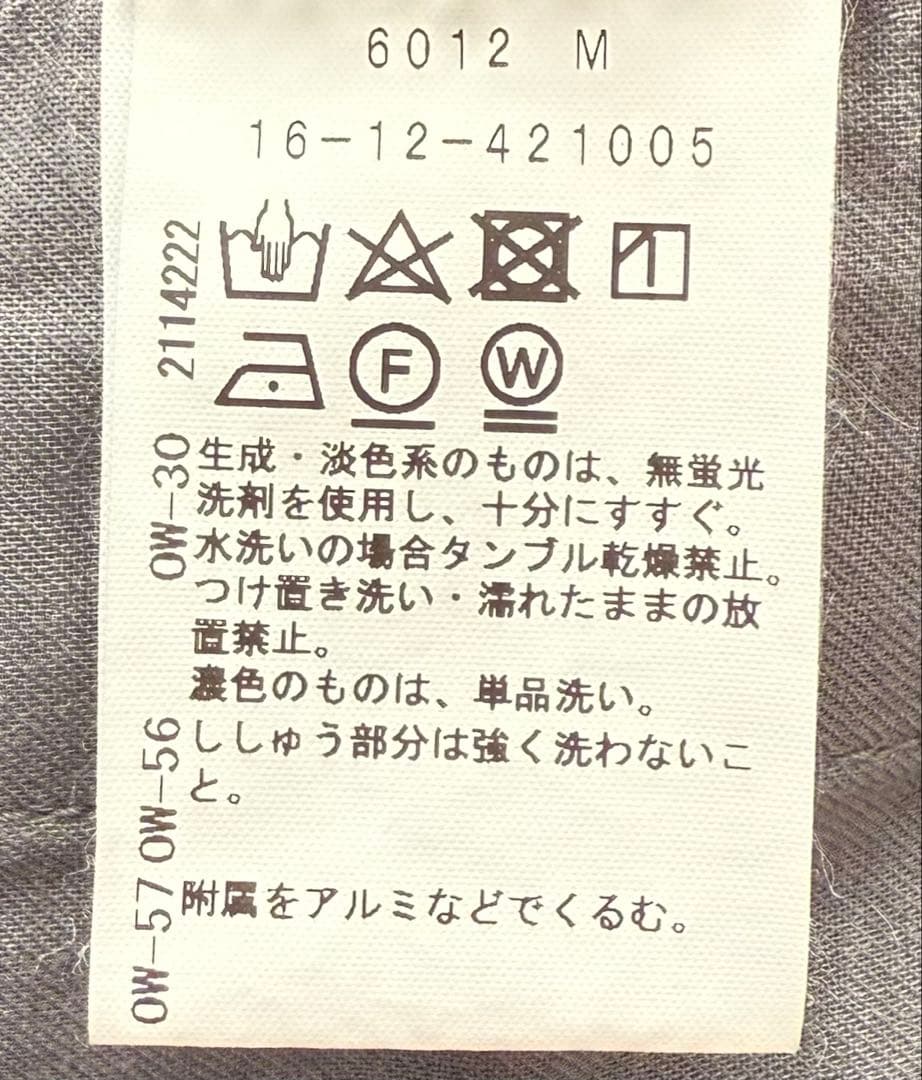 6012 M
16-12-421005
2114222
F
W
OW-30
生成・淡色系のものは、無蛍光
洗剤を使用し、十分にすすぐ。
水洗いの場合タンブル乾燥禁止。
つけ置き洗い・濡れたままの放
置禁止。
濃色のものは、単品洗い。
OW-56
ししゅう部分は強く洗わないこ
と。
OW-57
附属をアルミなどでくるむ。